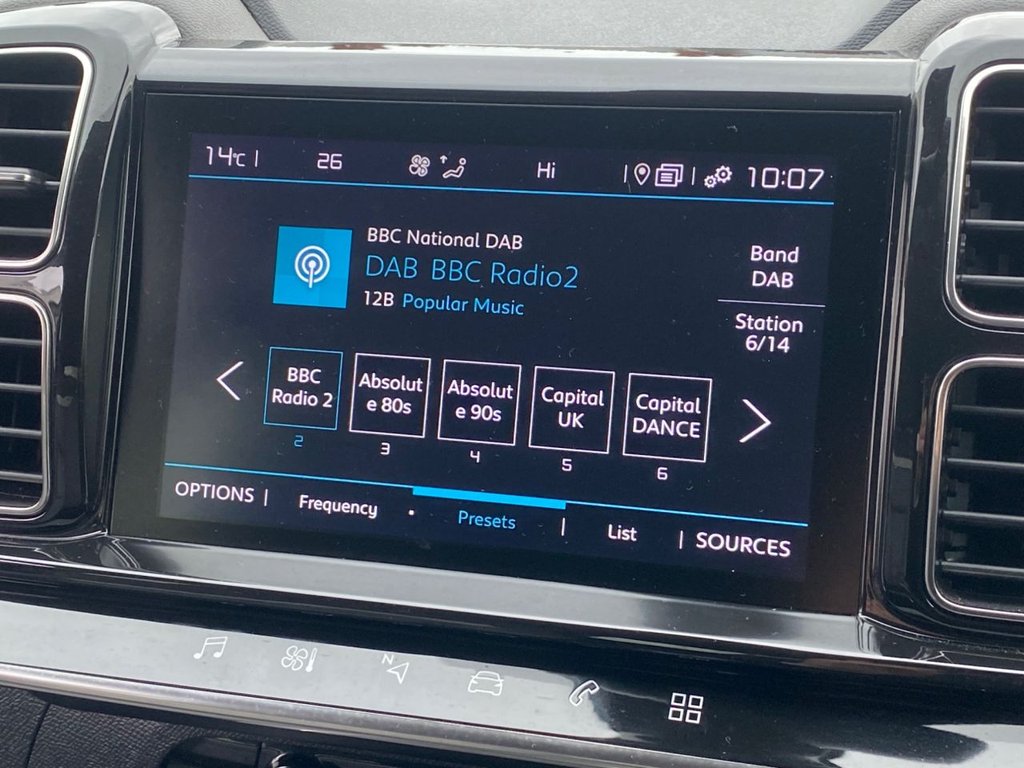 14°C 26 Hi 10:07
BBC National DAB
DAB BBC Radio2
12B Popular Music
Band
DAB
Station
6/14
BBC
Radio 2
2
Absolut
e 80s
3
Absolut
e 90s
4
Capital
UK
5
Capital
DANCE
6
OPTIONS | Frequency • Presets | List | SOURCES
N